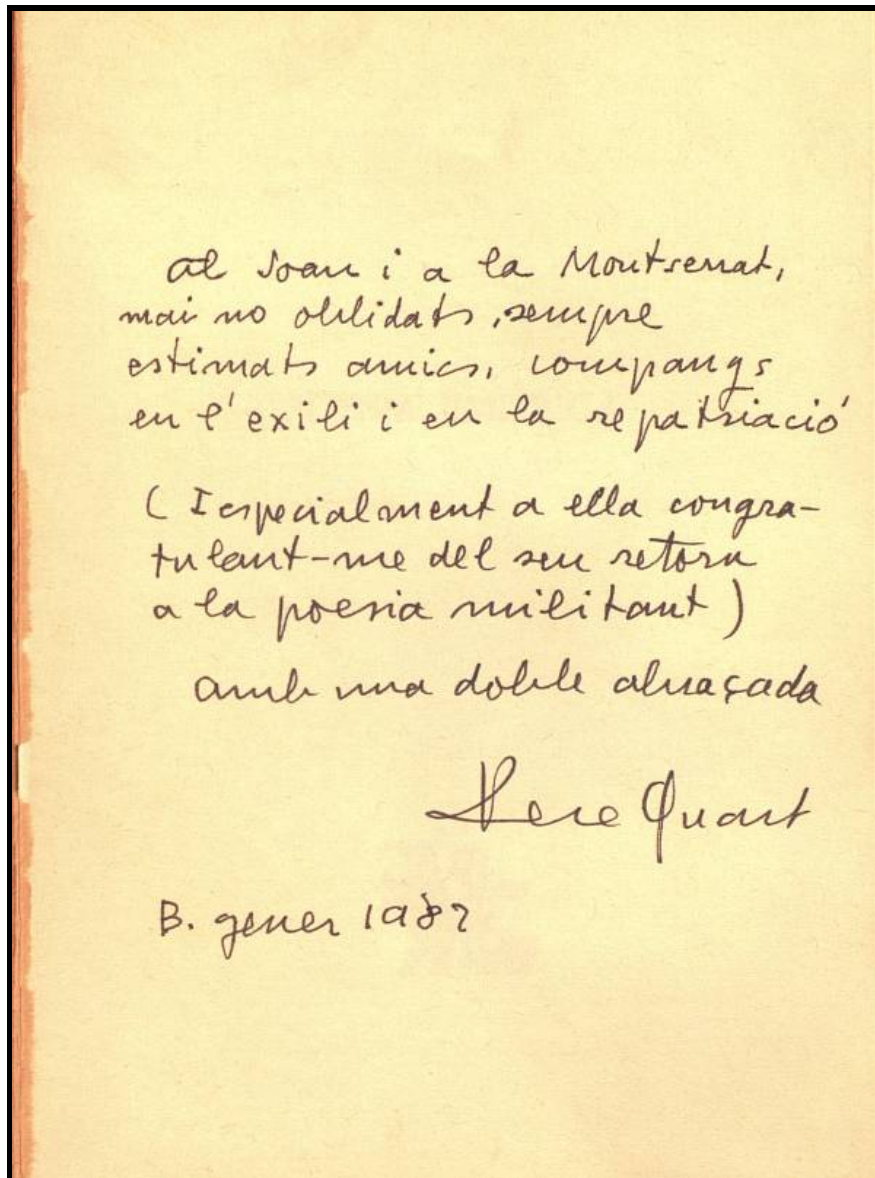 al Joan i a la Montserrat,
mai no oblidats, sempre
estimats amics, companys
en l'exili i en la repatriació
( I especialment a ella congra-
tulant-me del seu retorn
a la poesia militant )
amb una doble abraçada
Pere Quart
B. gener 1982